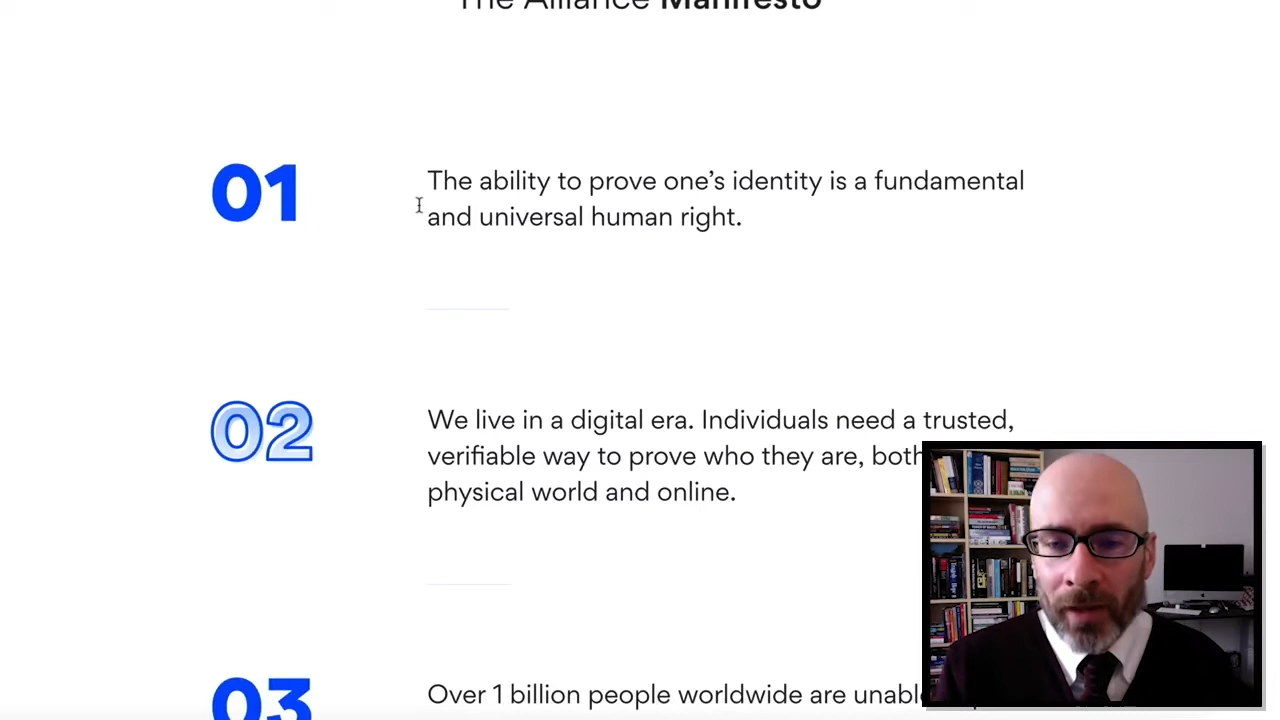 The Alliance Manifesto
01
The ability to prove one's identity is a fundamental
and universal human right.
02
We live in a digital era. Individuals need a trusted,
verifiable way to prove who they are, both
physical world and online.
03
Over 1 billion people worldwide are